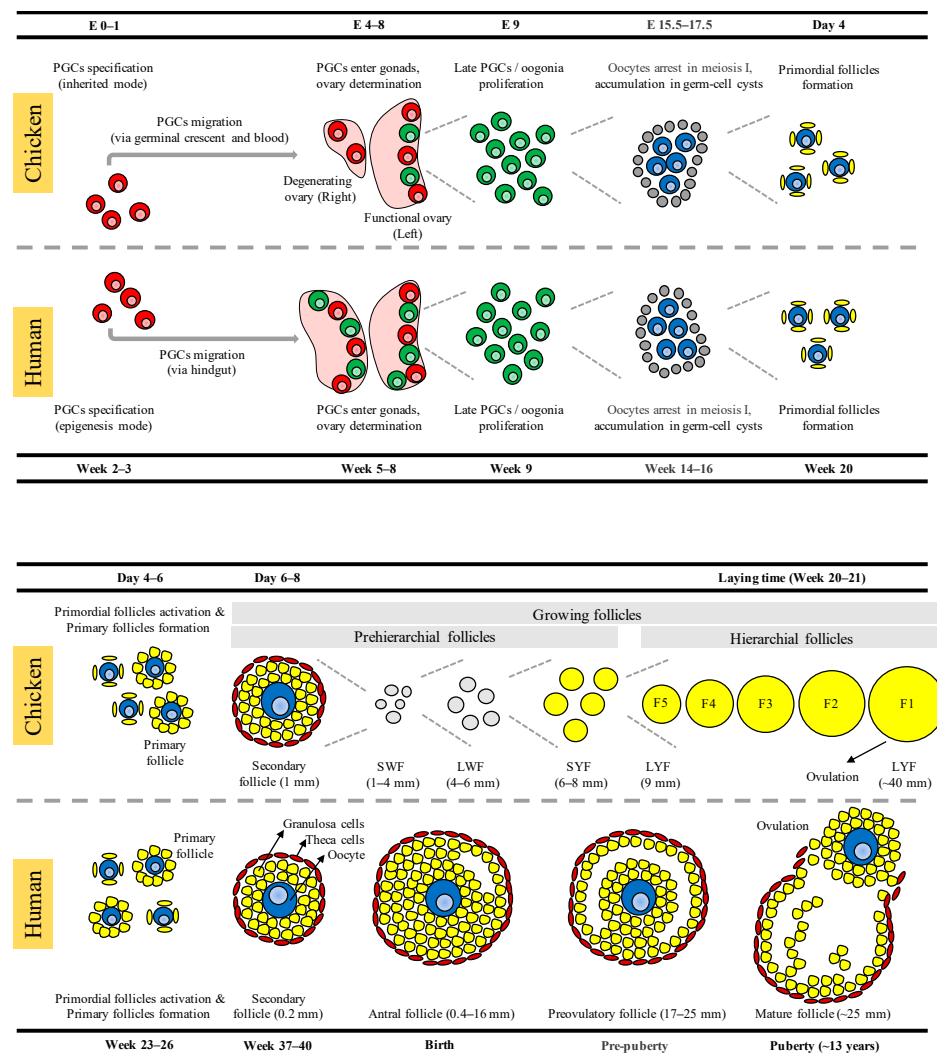 E 0–1
E 4–8
E 9
E 15.5–17.5
Day 4
Chicken
PGCs specification
(inherited mode)
PGCs migration
(via germinal crescent and blood)
PGCs enter gonads,
ovary determination
Degenerating
ovary (Right)
Functional ovary
(Left)
Late PGCs / oogonia
proliferation
Oocytes arrest in meiosis I,
accumulation in germ-cell cysts
Primordial follicles
formation
Human
PGCs migration
(via hindgut)
PGCs specification
(epigenesis mode)
PGCs enter gonads,
ovary determination
Late PGCs / oogonia
proliferation
Oocytes arrest in meiosis I,
accumulation in germ-cell cysts
Primordial follicles
formation
Week 2–3
Week 5–8
Week 9
Week 14–16
Week 20
Day 4–6
Day 6–8
Laying time (Week 20–21)
Chicken
Primordial follicles activation &
Primary follicles formation
Primary
follicle
Growing follicles
Prehierarchial follicles
Hierarchial follicles
F5
F4
F3
F2
F1
Secondary
follicle (1 mm)
SWF
(1–4 mm)
LWF
(4–6 mm)
SYF
(6–8 mm)
LYF
(9 mm)
Ovulation
LYF
(~40 mm)
Human
Primary
follicle
Granulosa cells
Theca cells
Oocyte
Ovulation
Primordial follicles activation &
Primary follicles formation
Secondary
follicle (0.2 mm)
Antral follicle (0.4–16 mm)
Preovulatory follicle (17–25 mm)
Mature follicle (~25 mm)
Week 23–26
Week 37–40
Birth
Pre-puberty
Puberty (~13 years)